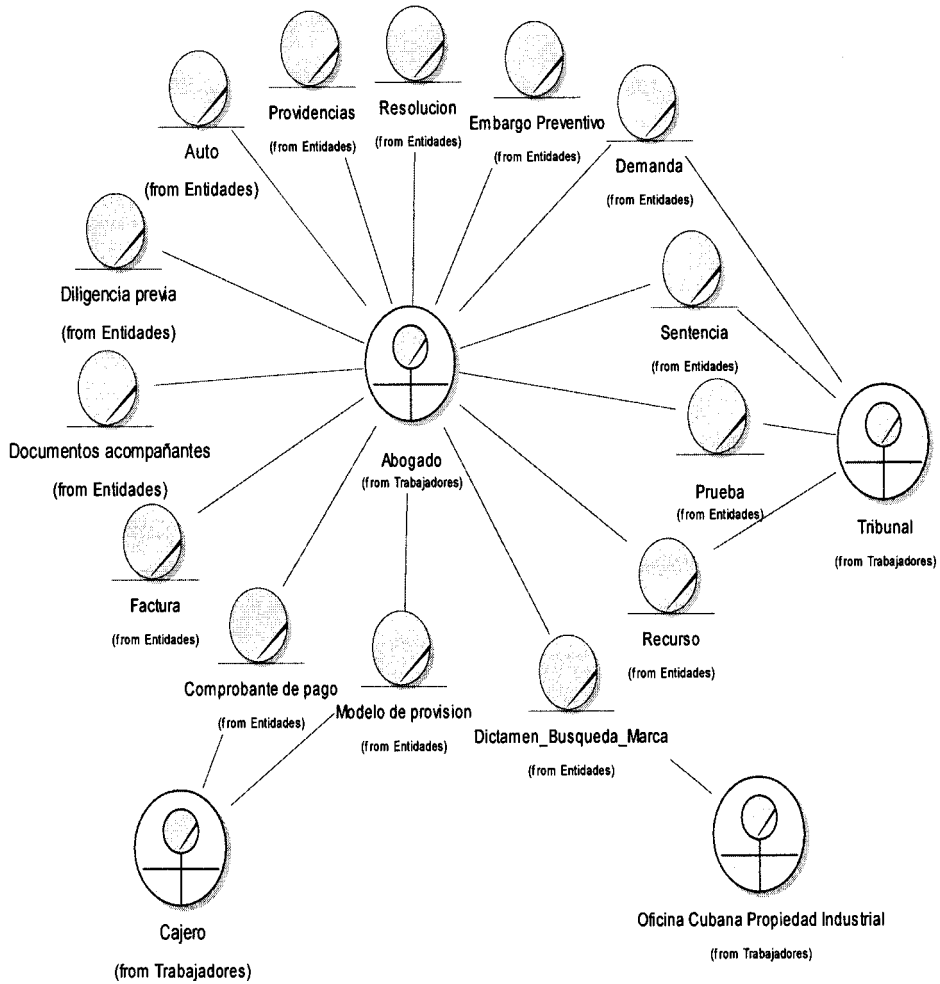 Providencias
(from Entidades)
Resolucion
(from Entidades)
Embargo Preventivo
(from Entidades)
Auto
(from Entidades)
Demanda
(from Entidades)
Diligencia previa
(from Entidades)
Sentencia
(from Entidades)
Documentos acompañantes
(from Entidades)
Abogado
(from Trabajadores)
Prueba
(from Entidades)
Tribunal
(from Trabajadores)
Factura
(from Entidades)
Recurso
(from Entidades)
Comprobante de pago
(from Entidades)
Modelo de provision
(from Entidades)
Dictamen_Busqueda_Marca
(from Entidades)
Cajero
(from Trabajadores)
Oficina Cubana Propiedad Industrial
(from Trabajadores)